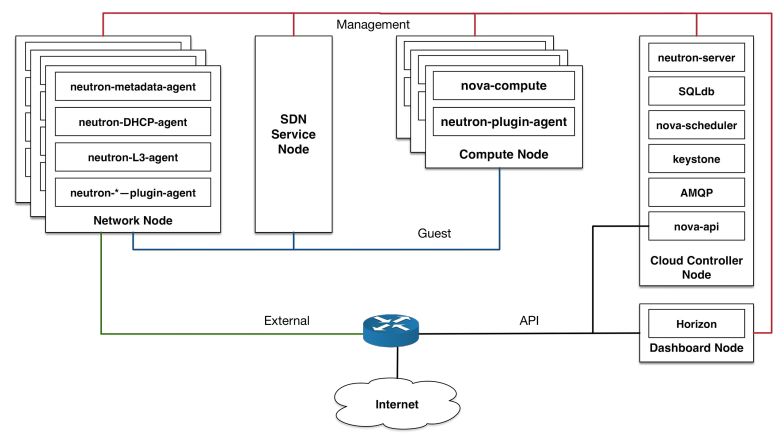 Management
neutron-metadata-agent
neutron-DHCP-agent
neutron-L3-agent
neutron-*—plugin-agent
Network Node
SDN
Service
Node
nova-compute
neutron-plugin-agent
Compute Node
neutron-server
SQLdb
nova-scheduler
keystone
AMQP
nova-api
Cloud Controller
Node
Guest
External
API
Horizon
Dashboard Node
Internet